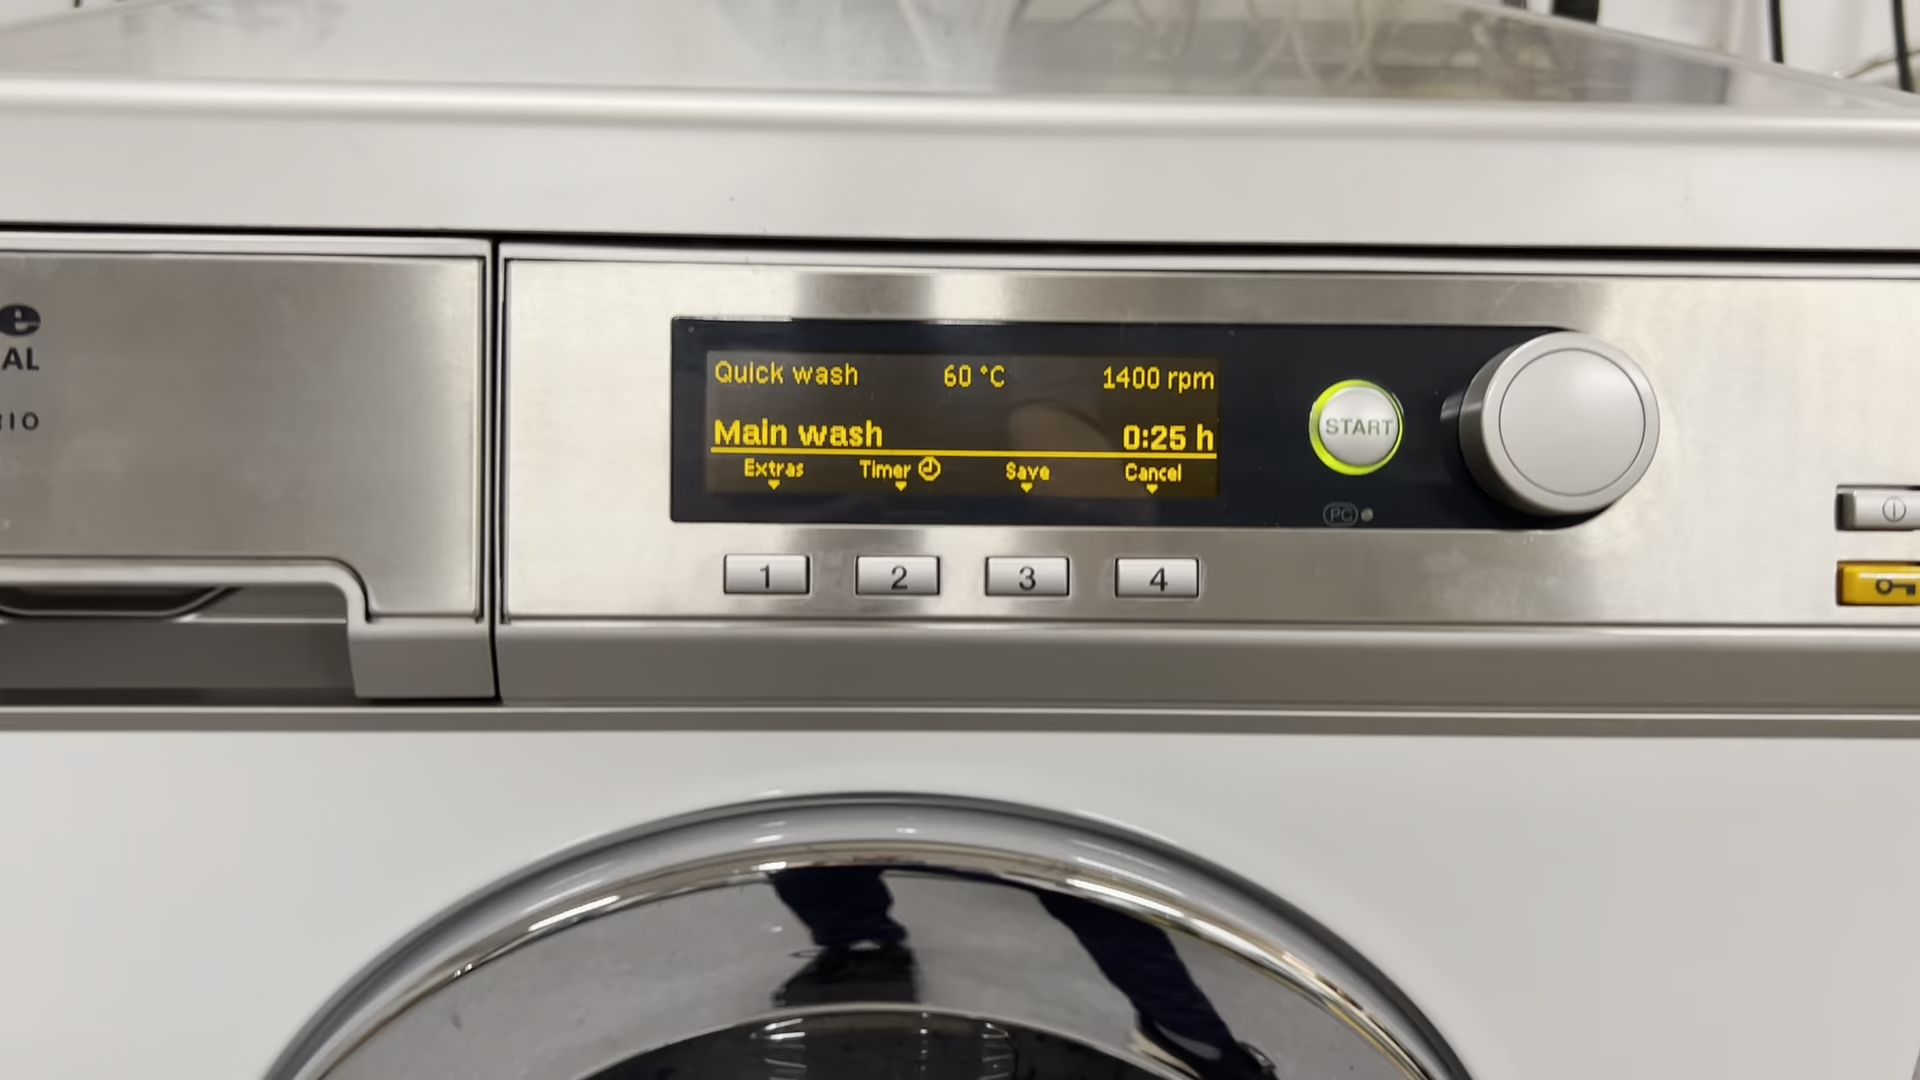 e
AL
RIO
Quick wash 60 °C 1400 rpm
Main wash 0:25 h
Extras Timer Save Cancel
START
PC
1 2 3 4